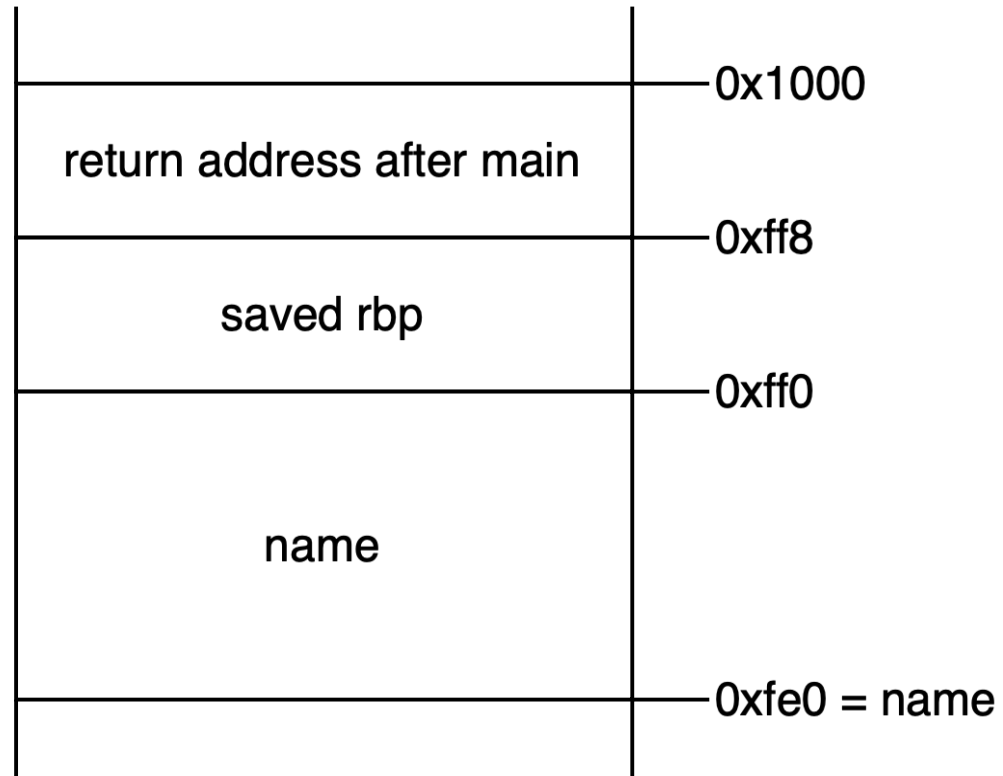 0x1000
return address after main
0xff8
saved rbp
0xff0
name
0xfe0 = name